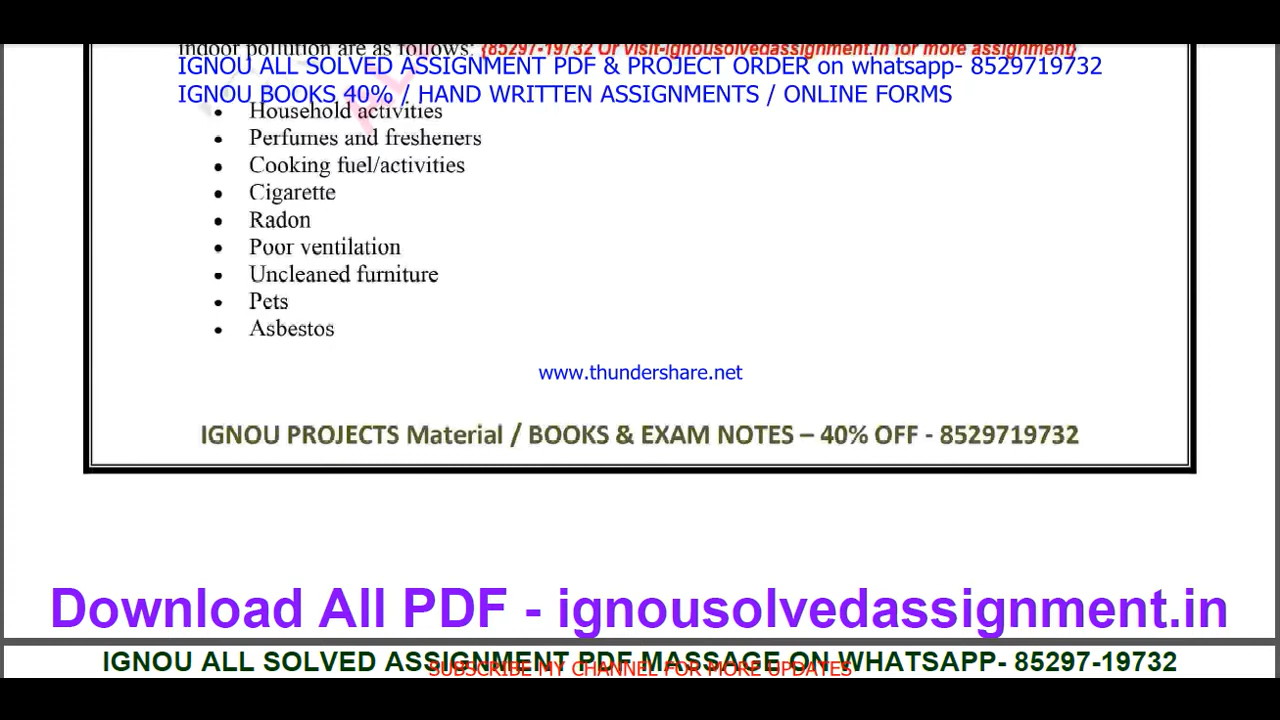 indoor pollution are as follows: {85297-19732 Or visit-ignousolvedassignment.in for more assignment}
IGNOU ALL SOLVED ASSIGNMENT PDF & PROJECT ORDER on whatsapp- 8529719732
IGNOU BOOKS 40% / HAND WRITTEN ASSIGNMENTS / ONLINE FORMS
• Household activities
• Perfumes and fresheners
• Cooking fuel/activities
• Cigarette
• Radon
• Poor ventilation
• Uncleaned furniture
• Pets
• Asbestos
www.thundershare.net
IGNOU PROJECTS Material / BOOKS & EXAM NOTES – 40% OFF - 8529719732
Download All PDF - ignousolvedassignment.in
IGNOU ALL SOLVED ASSIGNMENT PDF MASSAGE ON WHATSAPP- 85297-19732
SUBSCRIBE MY CHANNEL FOR MORE UPDATES